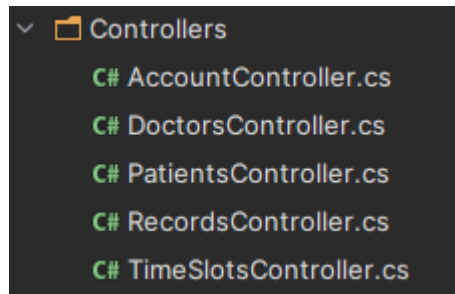 Controllers
C# AccountController.cs
C# DoctorsController.cs
C# PatientsController.cs
C# RecordsController.cs
C# TimeSlotsController.cs